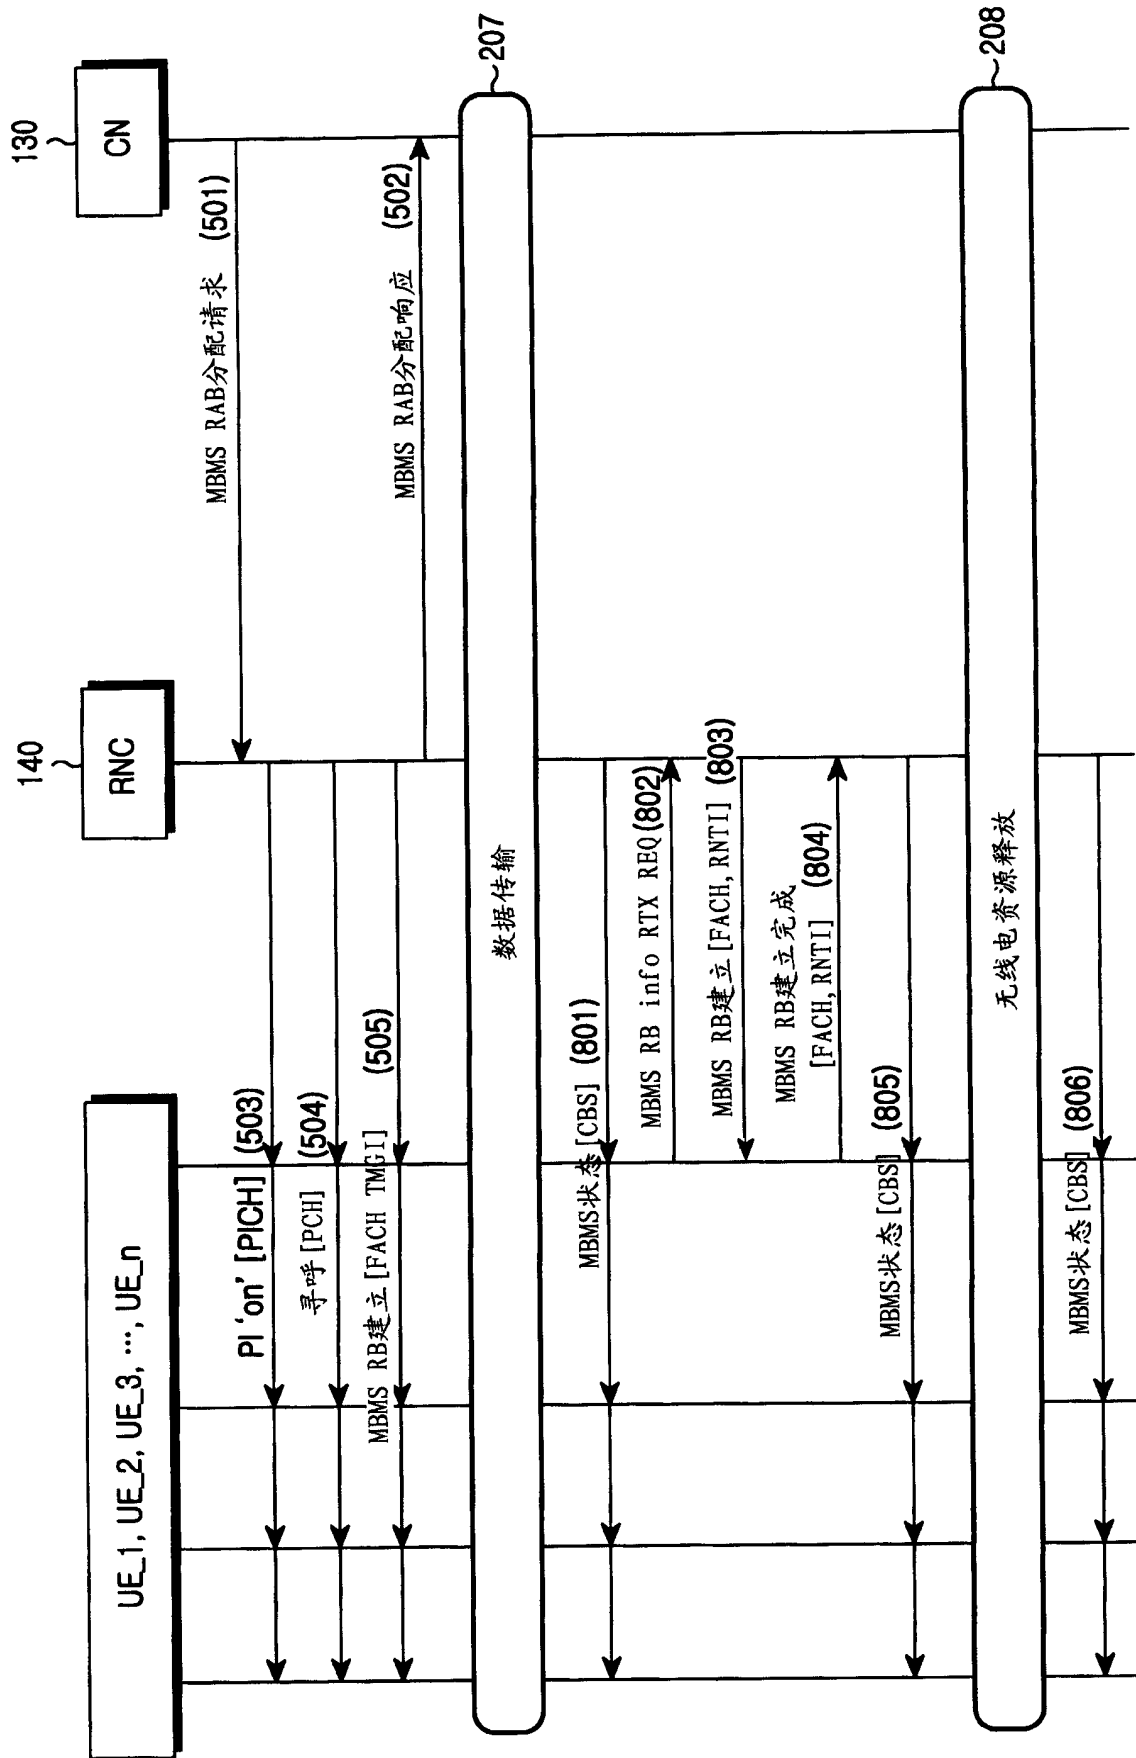 UE_1, UE_2, UE_3, ···, UE_n
140
RNC
130
CN
MBMS RAB分配请求 (501)
PI 'on' [PICH] (503)
寻呼[PCH] (504)
MBMS RB建立[FACH TMGI] (505)
MBMS RAB分配响应 (502)
数据传输
207
MBMS状态[CBS] (801)
MBMS RB info RTX REQ(802)
MBMS RB建立[FACH,RNTI] (803)
MBMS RB建立完成
[FACH,RNTI] (804)
MBMS状态[CBS] (805)
无线电资源释放
208
MBMS状态[CBS] (806)